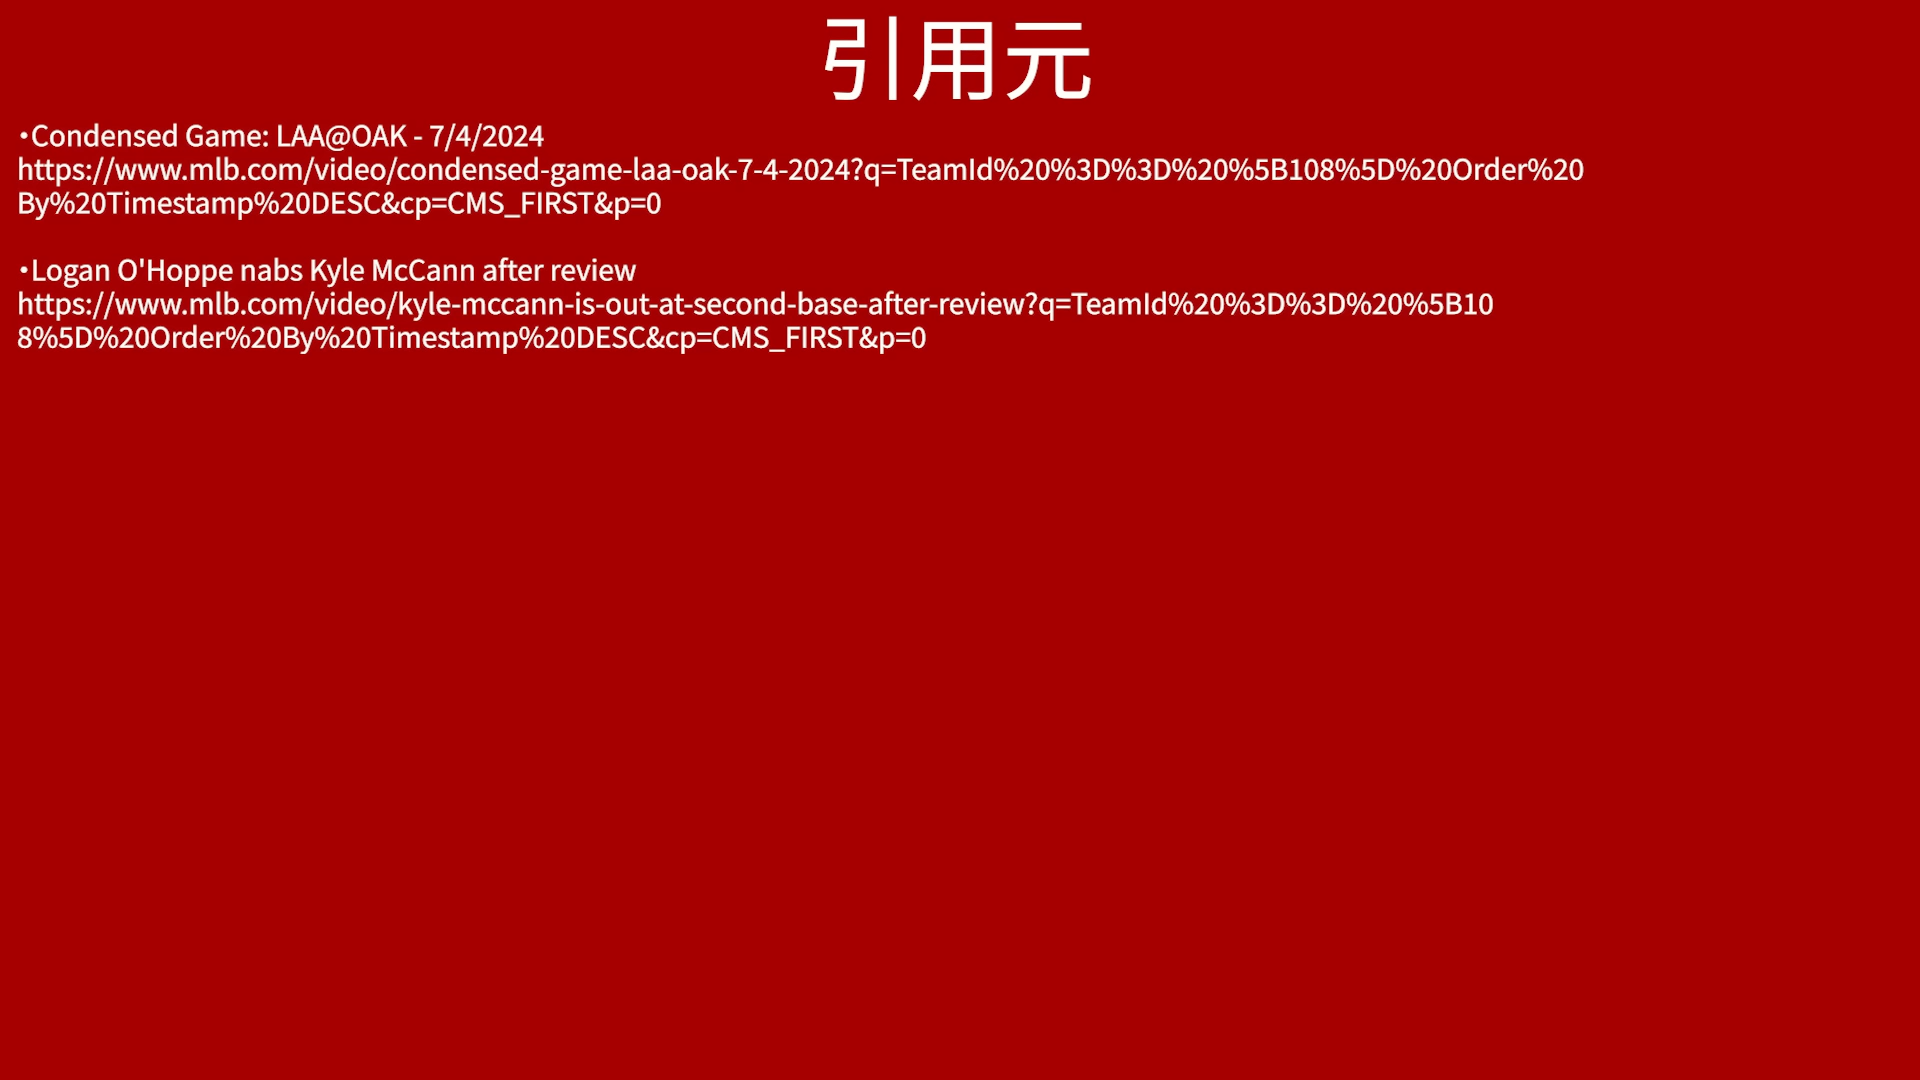 引用元
・Condensed Game: LAA@OAK - 7/4/2024
https://www.mlb.com/video/condensed-game-laa-oak-7-4-2024?q=TeamId%20%3D%3D%20%5B108%5D%20Order%20
By%20Timestamp%20DESC&cp=CMS_FIRST&p=0
・Logan O'Hoppe nabs Kyle McCann after review
https://www.mlb.com/video/kyle-mccann-is-out-at-second-base-after-review?q=TeamId%20%3D%3D%20%5B10
8%5D%20Order%20By%20Timestamp%20DESC&cp=CMS_FIRST&p=0